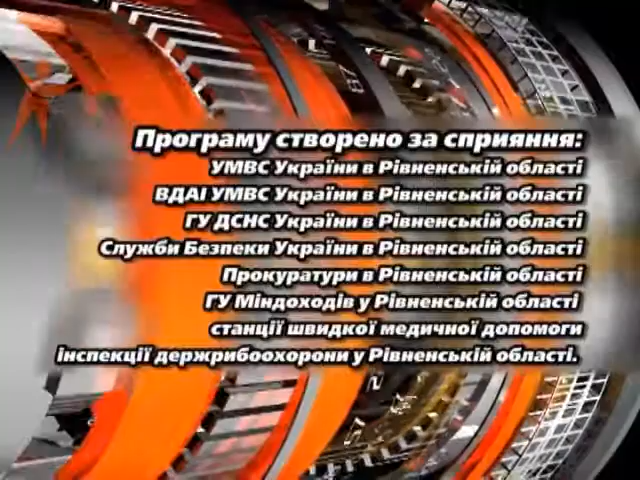 Програму створено за сприяння:
УМВС України в Рівненській області
ВДАІ УМВС України в Рівненській області
ГУ ДСНС України в Рівненській області
Служби Безпеки України в Рівненській області
Прокуратури в Рівненській області
ГУ Міндоходів у Рівненській області
станції швидкої медичної допомоги
інспекції держрибоохорони у Рівненській області.